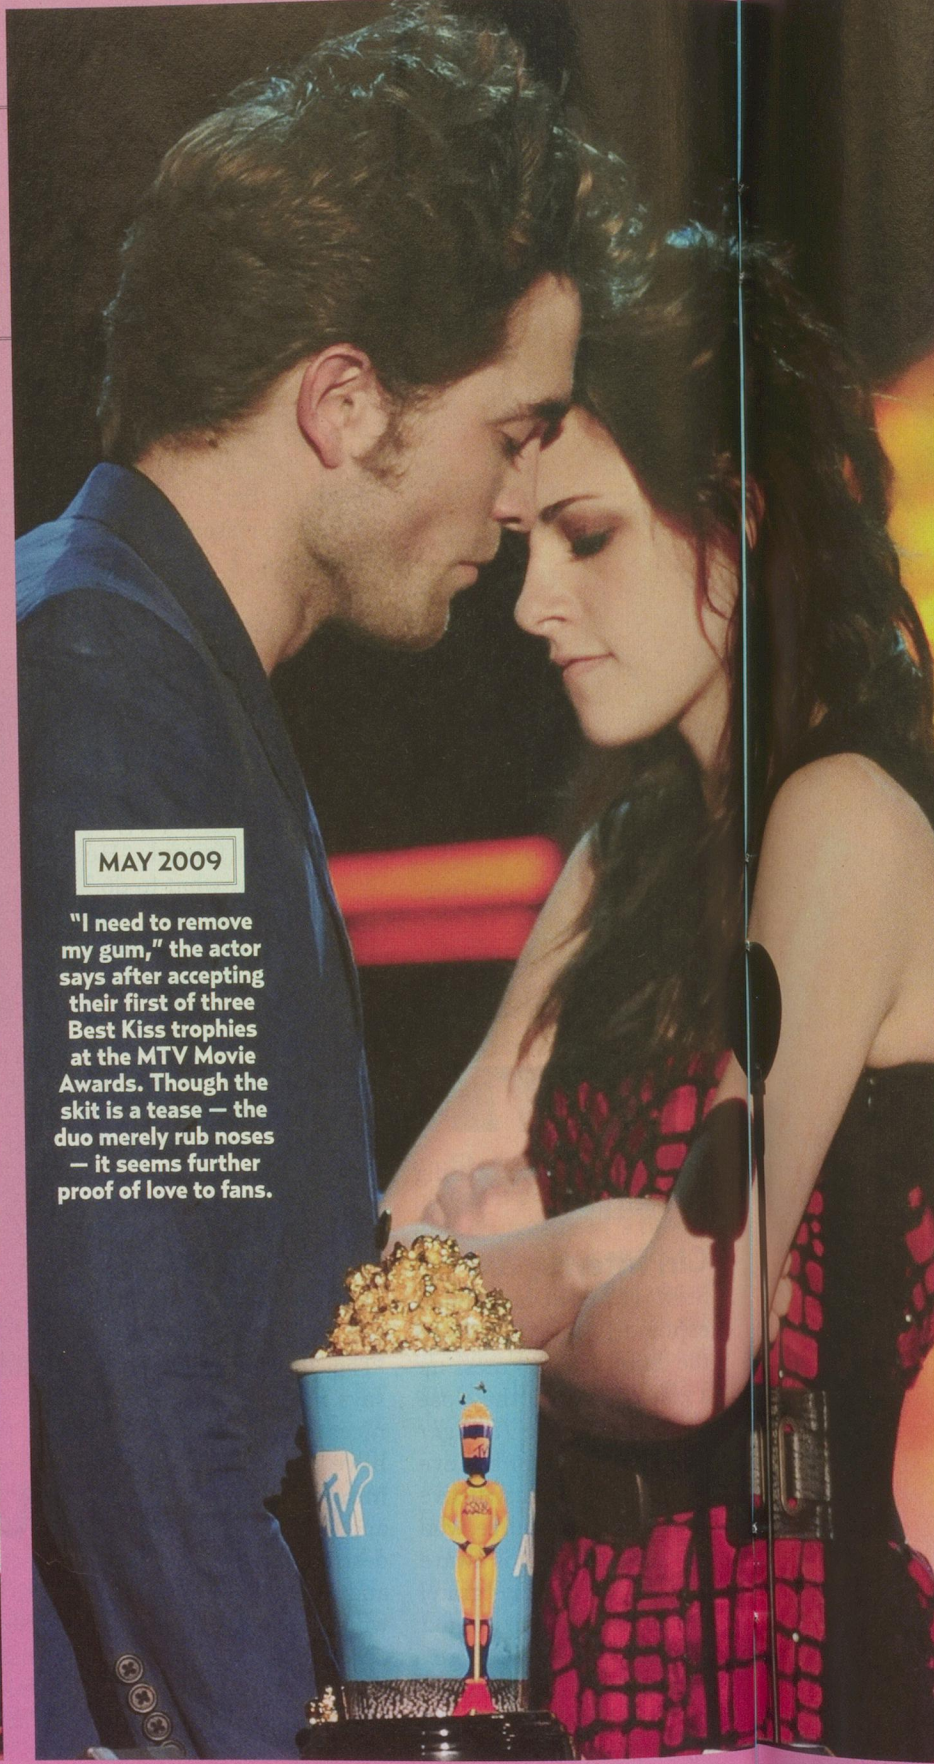 MAY 2009
“I need to remove
my gum,” the actor
says after accepting
their first of three
Best Kiss trophies
at the MTV Movie
Awards. Though the
skit is a tease — the
duo merely rub noses
— it seems further
proof of love to fans.
MTV
MTV